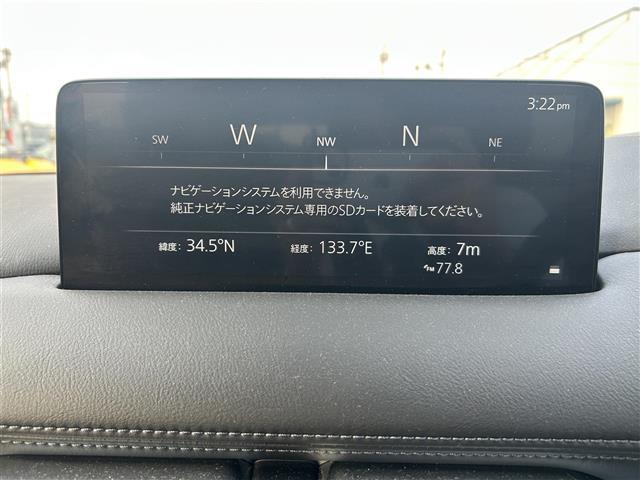 3:22pm
SW W NW N NE
ナビゲーションシステムを利用できません。
純正ナビゲーションシステム専用のSDカードを装着してください。
緯度: 34.5°N 経度: 133.7°E 高度: 7m
FM77.8